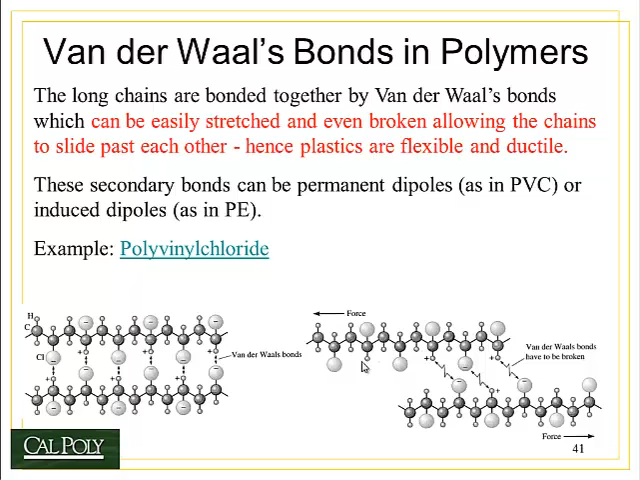 Van der Waal's Bonds in Polymers
The long chains are bonded together by Van der Waal's bonds
which can be easily stretched and even broken allowing the chains
to slide past each other - hence plastics are flexible and ductile.
These secondary bonds can be permanent dipoles (as in PVC) or
induced dipoles (as in PE).
Example: Polyvinylchloride
H
C
Cl
Van der Waals bonds
Force
Van der Waals bonds
have to be broken
Force
CAL POLY
41